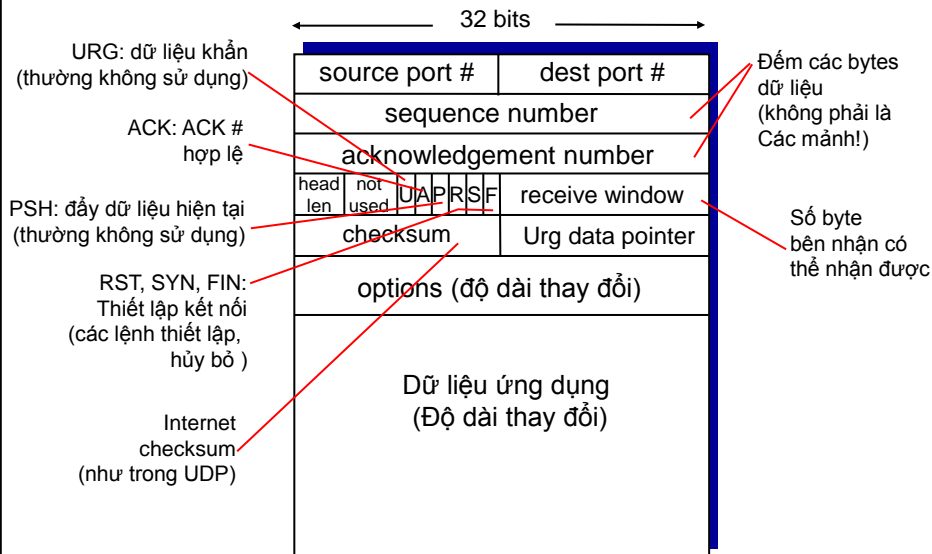 32 bits
URG: dữ liệu khẩn
(thường không sử dụng)
ACK: ACK #
hợp lệ
PSH: đẩy dữ liệu hiện tại
(thường không sử dụng)
RST, SYN, FIN:
Thiết lập kết nối
(các lệnh thiết lập,
hủy bỏ )
Internet
checksum
(như trong UDP)
source port #
dest port #
sequence number
acknowledgement number
head
len
not
used
U
A
P
R
S
F
receive window
checksum
Urg data pointer
options (độ dài thay đổi)
Dữ liệu ứng dụng
(Độ dài thay đổi)
Đếm các bytes
dữ liệu
(không phải là
Các mảnh!)
Số byte
bên nhận có
thể nhận được